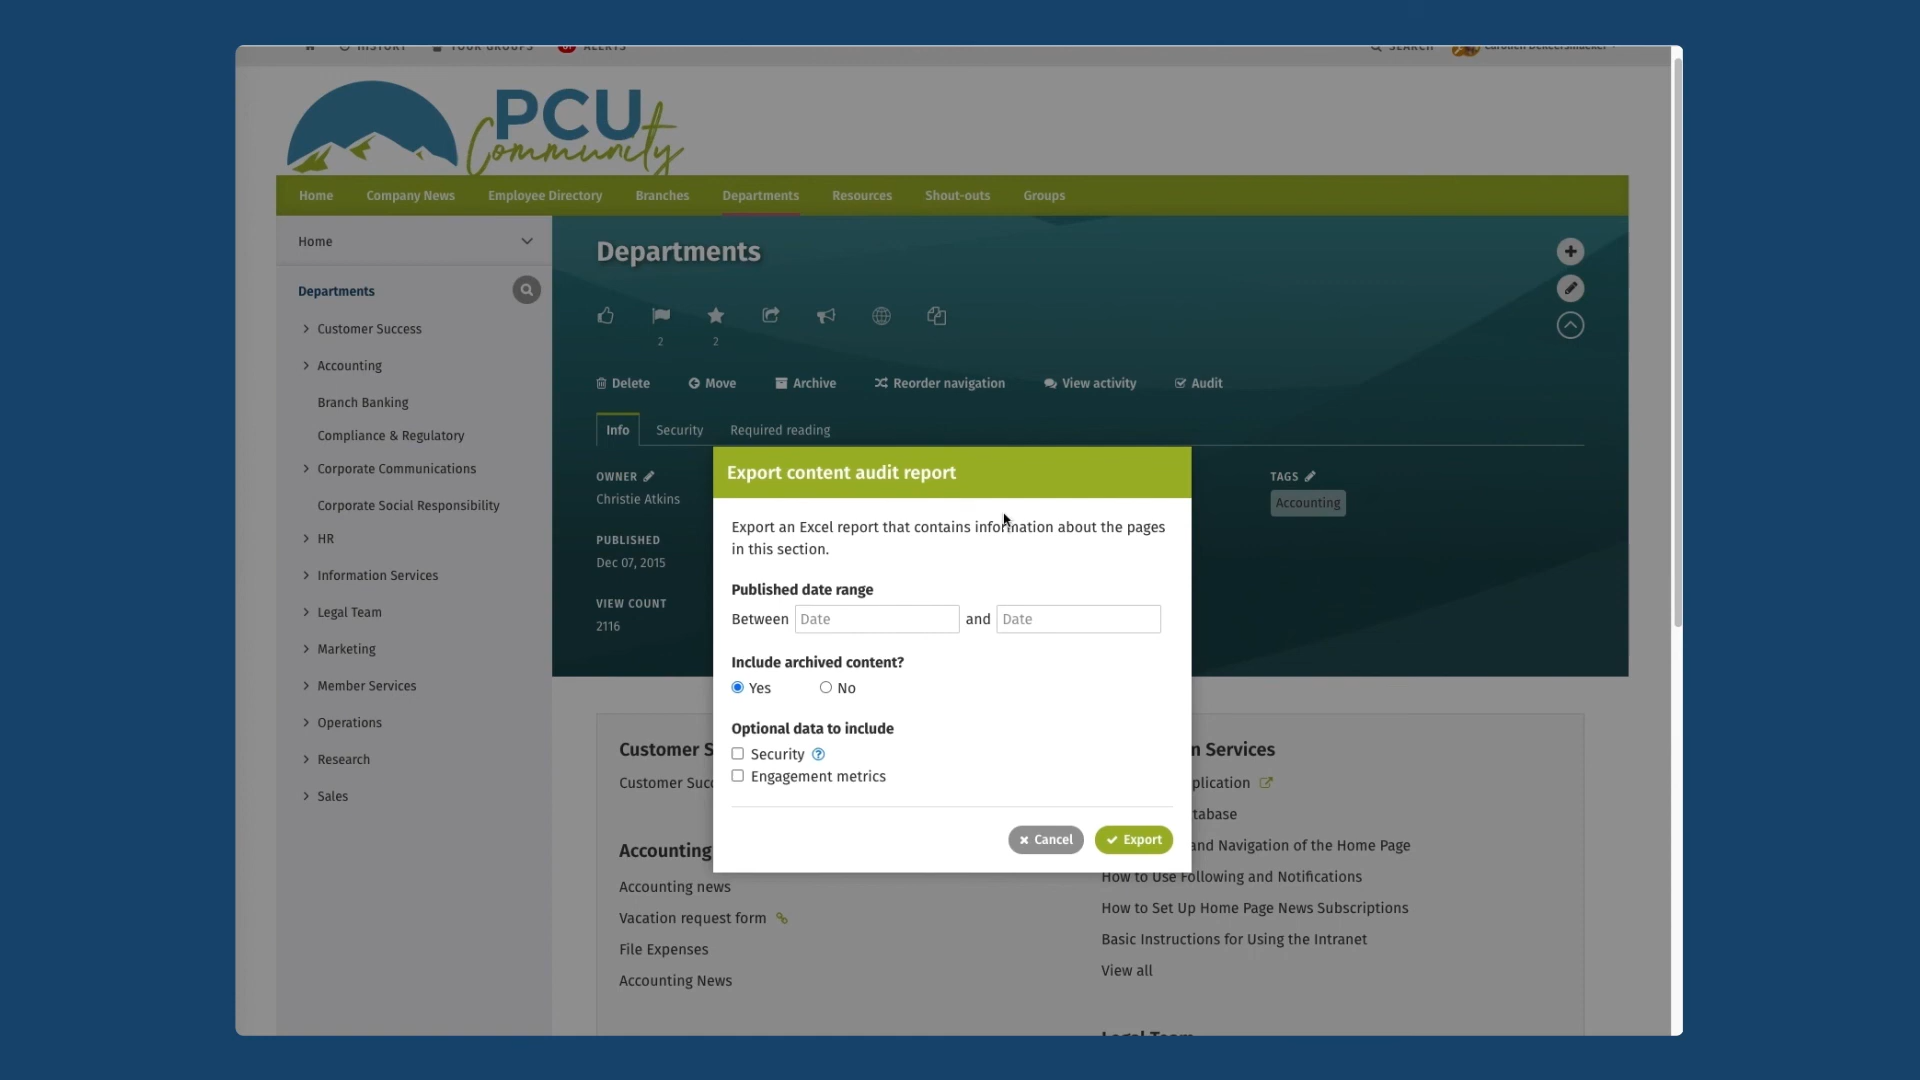 HISTORY YOUR GROUPS ALERTS SEARCH
PCU
Community
Home Company News Employee Directory Branches Departments Resources Shout-outs Groups
Home
Departments
Customer Success
Accounting
Branch Banking
Compliance & Regulatory
Corporate Communications
Corporate Social Responsibility
HR
Information Services
Legal Team
Marketing
Member Services
Operations
Research
Sales
Departments
2 2
Delete Move Archive Reorder navigation View activity Audit
Info Security Required reading
OWNER
Christie Atkins
PUBLISHED
Dec 07, 2015
VIEW COUNT
2116
TAGS
Accounting
Export content audit report
Export an Excel report that contains information about the pages
in this section.
Published date range
Between Date and Date
Include archived content?
Yes No
Optional data to include
Security ?
Engagement metrics
Cancel Export
Customer S
Customer Succ
Accounting
Accounting news
Vacation request form
File Expenses
Accounting News
n Services
plication
tabase
and Navigation of the Home Page
How to Use Following and Notifications
How to Set Up Home Page News Subscriptions
Basic Instructions for Using the Intranet
View all
Legal Team